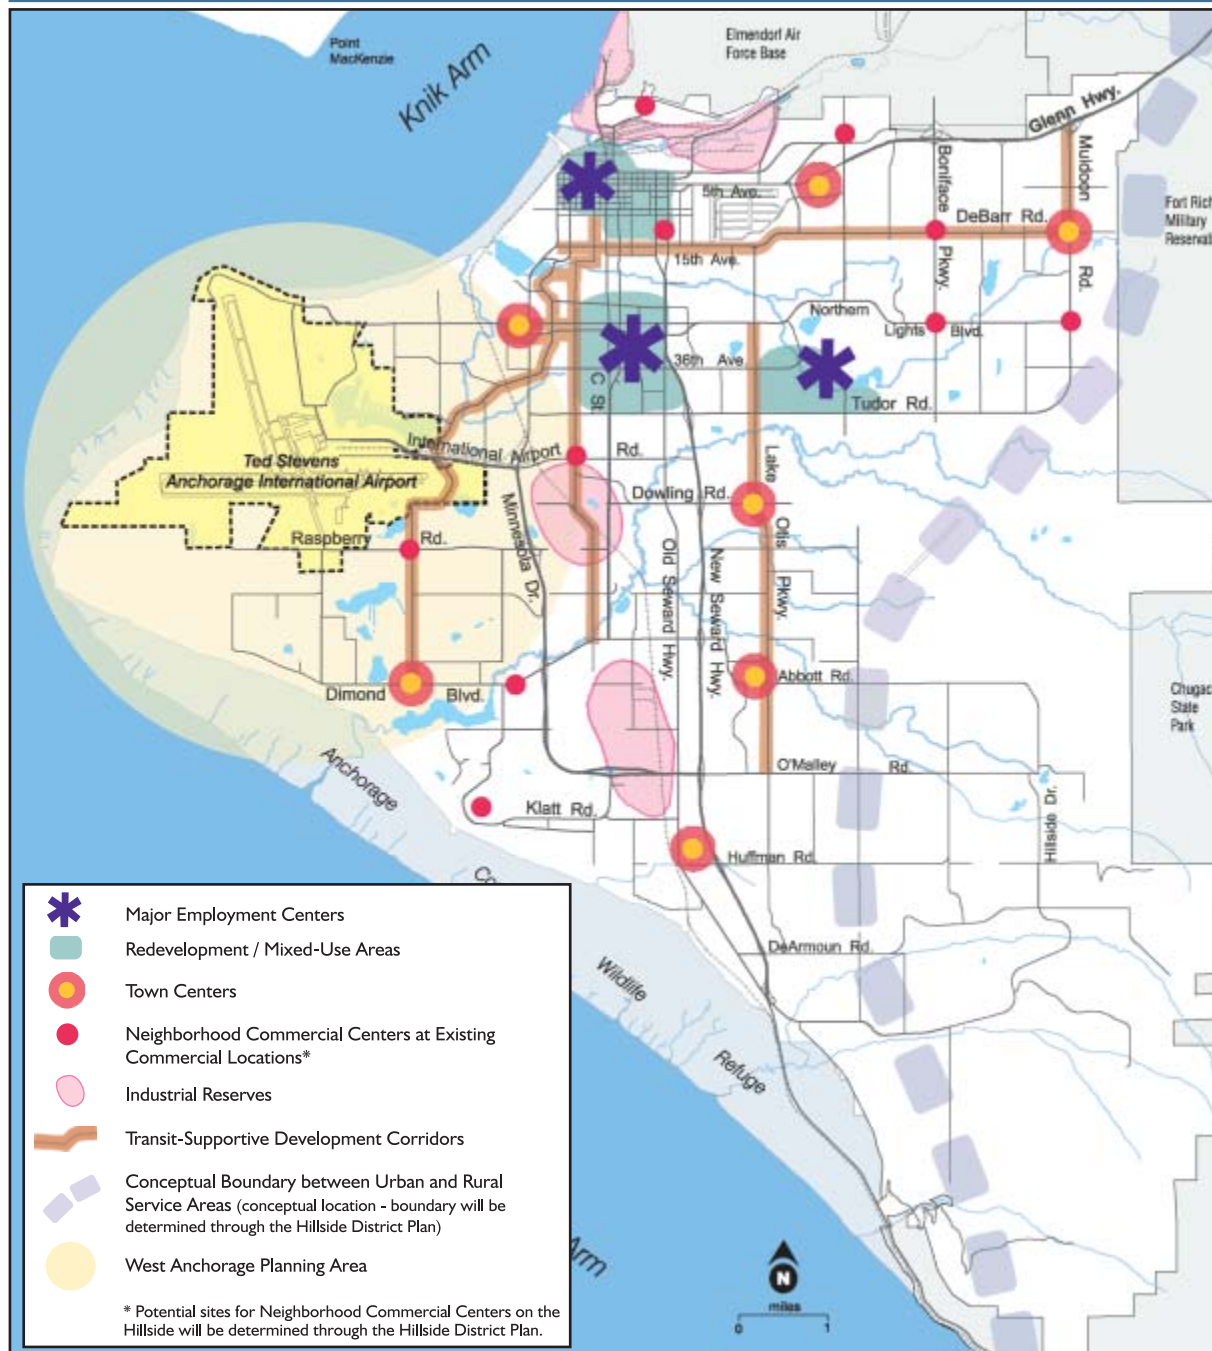 Point
MacKenzie
Knik Arm
Elmendorf Air
Force Base
Glenn Hwy.
Muldoon
Boniface
5th Ave.
DeBarr Rd.
Fort Rich
Military
Reservati
15th Ave.
Pkwy.
Rd.
Northern
Lights Blvd.
36th Ave.
C St
Tudor Rd.
International Airport Rd.
Ted Stevens
Anchorage International Airport
Lake
Dowling Rd.
Otis
Raspberry Rd.
Minnesota Dr.
Old Seward Hwy.
New Seward Hwy.
Pkwy.
Abbott Rd.
Dimond Blvd.
Chugac
State
Park
Anchorage
O'Malley Rd.
Klatt Rd.
Hillside Dr.
Huffman Rd.
Co
DeArmoun Rd.
Wildlife
Refuge
Arm
Major Employment Centers
Redevelopment / Mixed-Use Areas
Town Centers
Neighborhood Commercial Centers at Existing
Commercial Locations*
Industrial Reserves
Transit-Supportive Development Corridors
Conceptual Boundary between Urban and Rural
Service Areas (conceptual location - boundary will be
determined through the Hillside District Plan)
West Anchorage Planning Area
* Potential sites for Neighborhood Commercial Centers on the
Hillside will be determined through the Hillside District Plan.
N
miles
0 1